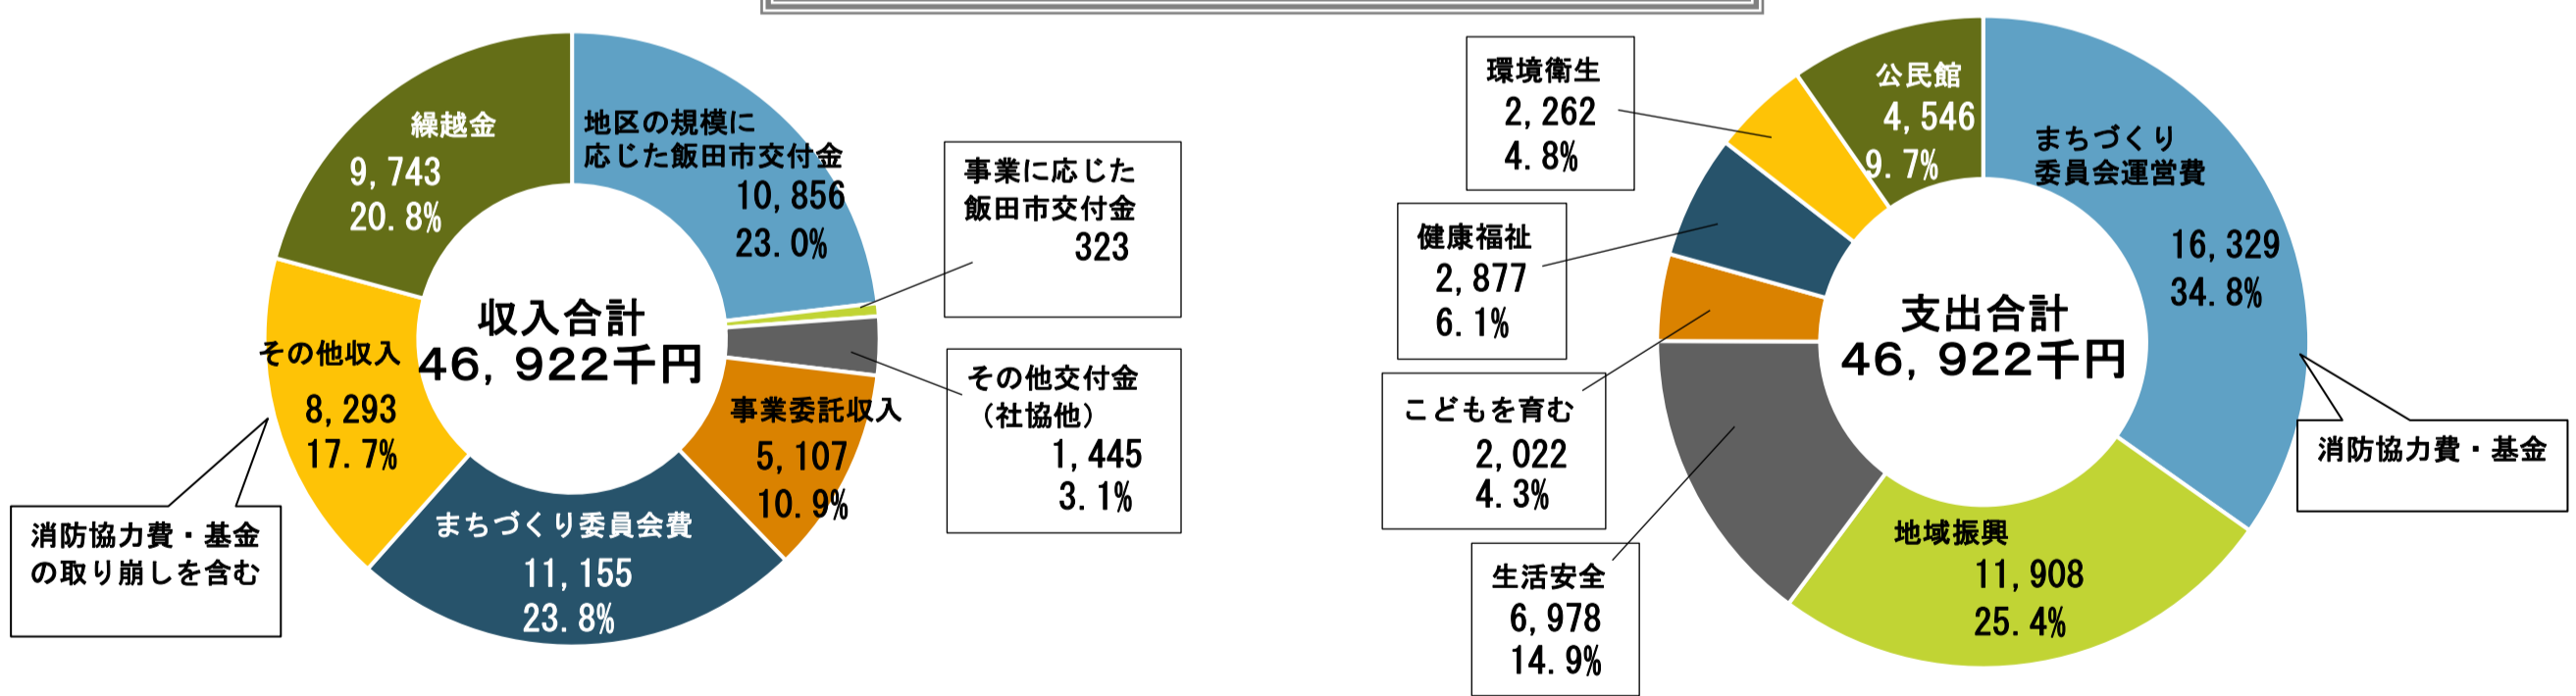 繰越金
9,743
20.8%
地区の規模に
応じた飯田市交付金
10,856
23.0%
事業に応じた
飯田市交付金
323
その他交付金
（社協他）
1,445
3.1%
事業委託収入
5,107
10.9%
まちづくり委員会費
11,155
23.8%
その他収入
8,293
17.7%
消防協力費・基金
の取り崩しを含む
収入合計
46,922千円
環境衛生
2,262
4.8%
公民館
4,546
9.7%
まちづくり
委員会運営費
16,329
34.8%
健康福祉
2,877
6.1%
こどもを育む
2,022
4.3%
生活安全
6,978
14.9%
地域振興
11,908
25.4%
消防協力費・基金
支出合計
46,922千円